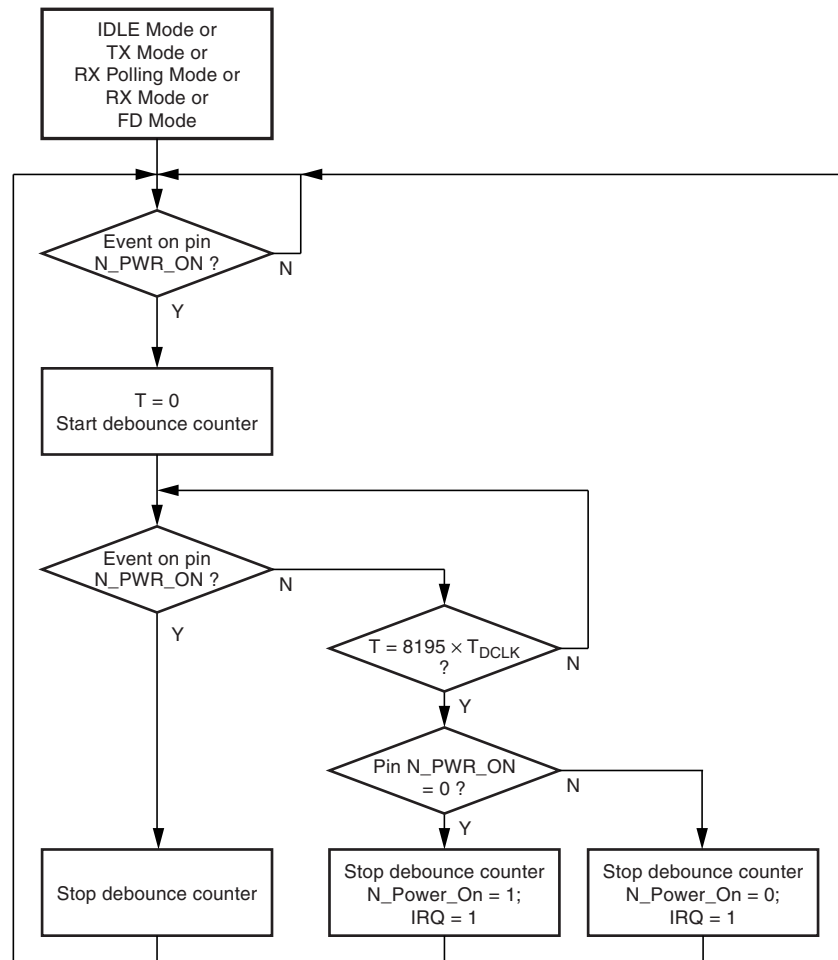 IDLE Mode or
TX Mode or
RX Polling Mode or
RX Mode or
FD Mode
Event on pin
N_PWR_ON ?
N
Y
T = 0
Start debounce counter
Event on pin
N_PWR_ON ?
N
Y
T = 8195 × T_DCLK
?
N
Y
Pin N_PWR_ON
= 0 ?
N
Y
Stop debounce counter
Stop debounce counter
N_Power_On = 1;
IRQ = 1
Stop debounce counter
N_Power_On = 0;
IRQ = 1